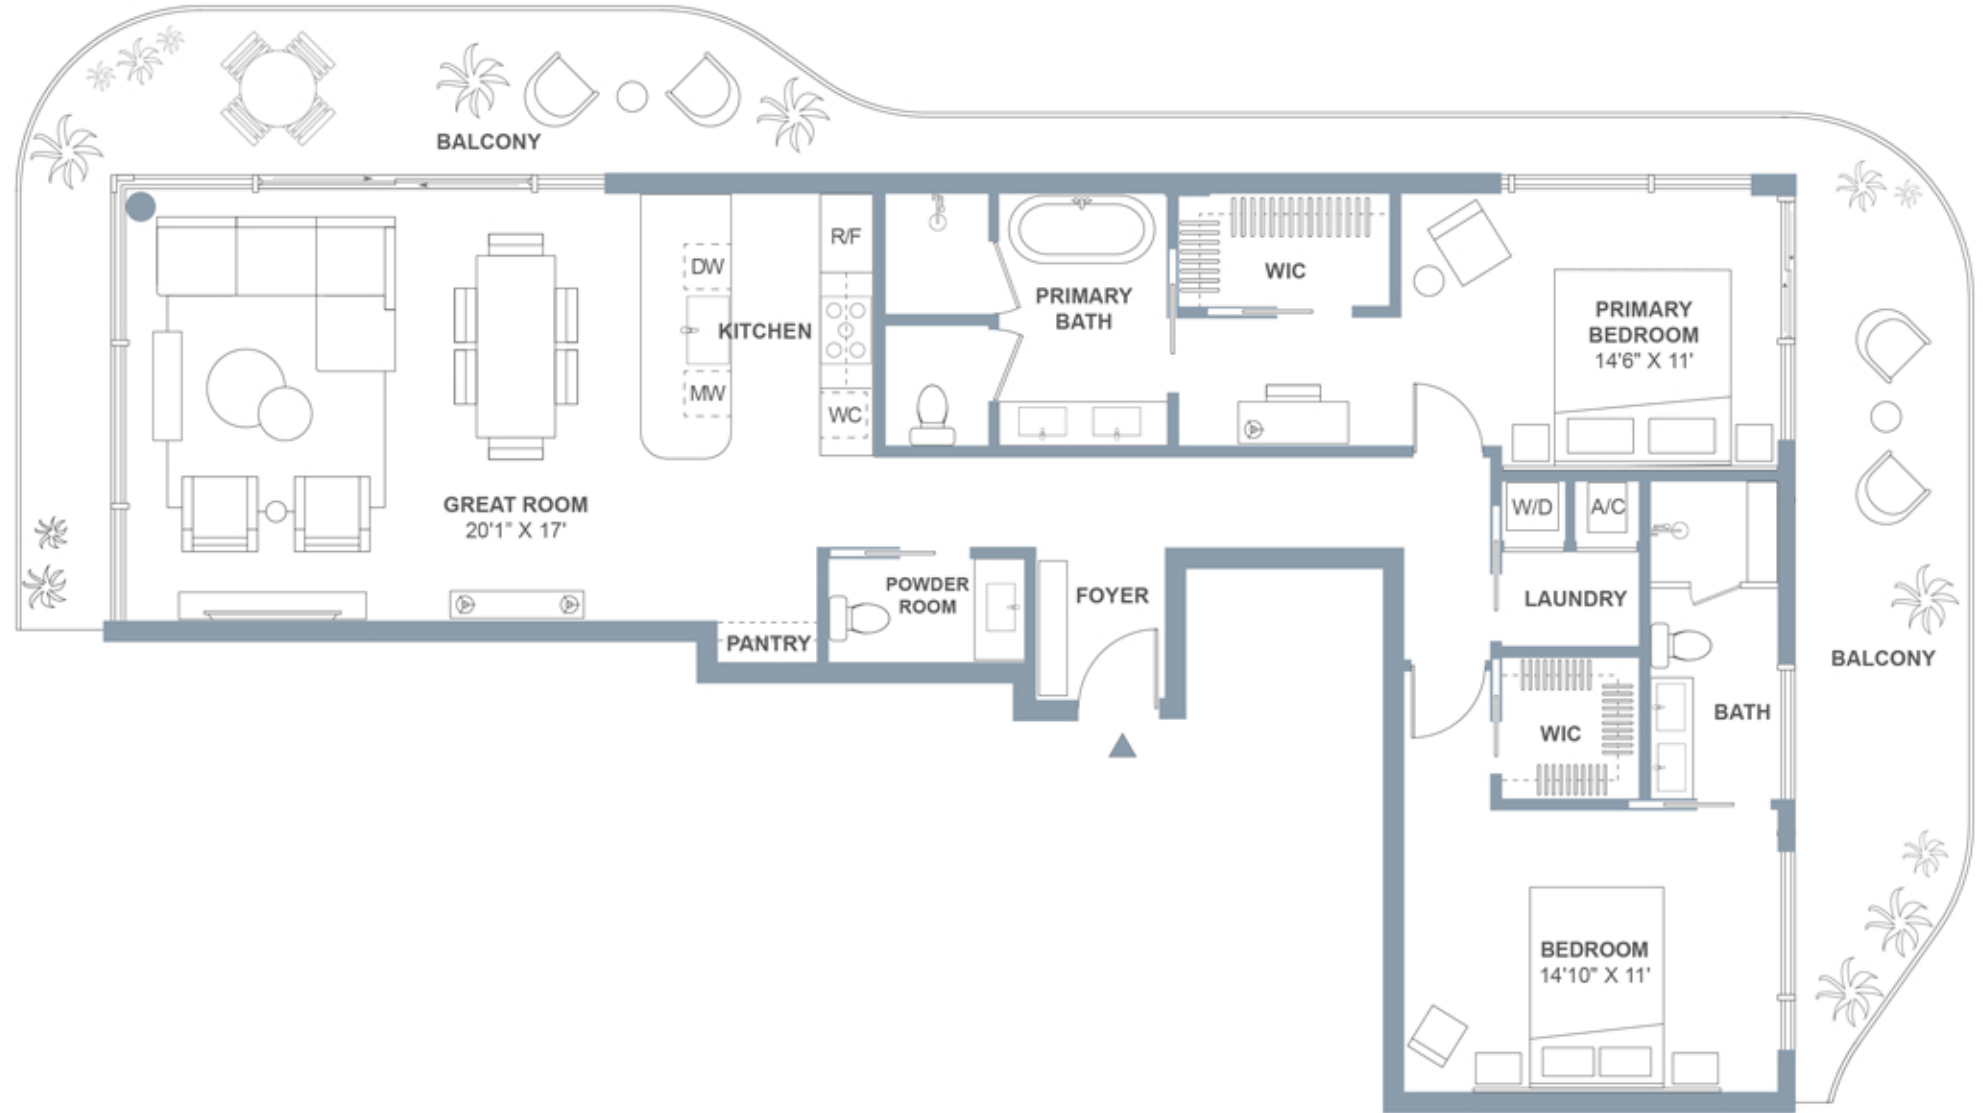 BALCONY
DW
KITCHEN
MW
R/F
WC
PRIMARY
BATH
WIC
PRIMARY
BEDROOM
14'6" X 11'
GREAT ROOM
20'1" X 17'
PANTRY
POWDER
ROOM
FOYER
W/D
A/C
LAUNDRY
WIC
BATH
BALCONY
BEDROOM
14'10" X 11'